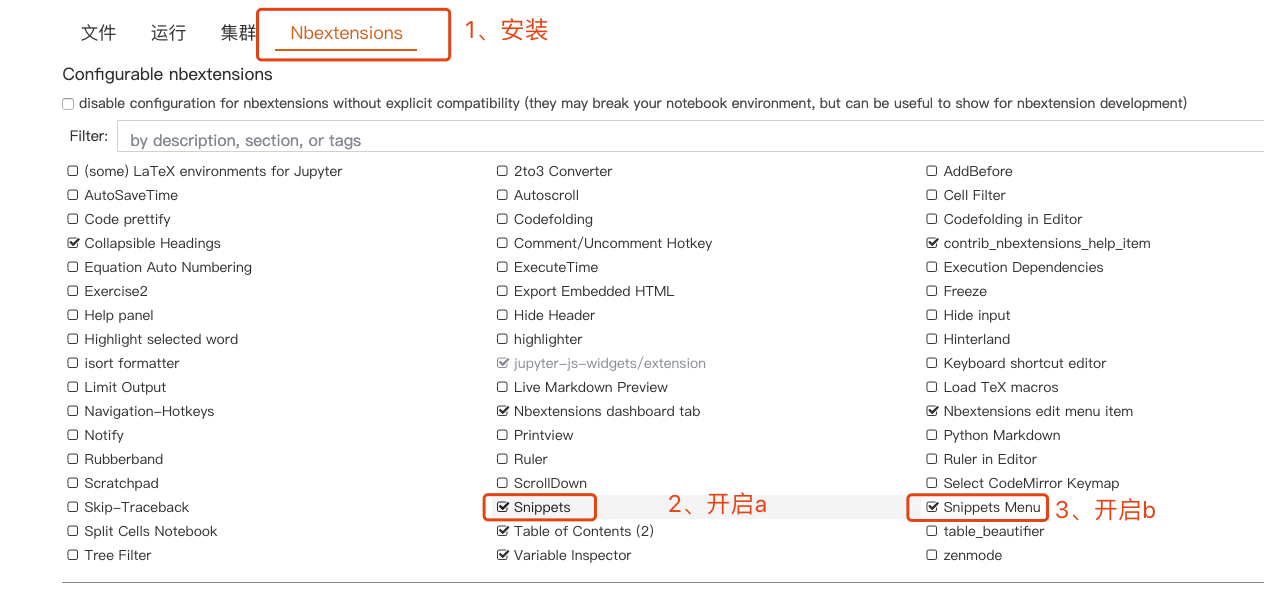 文件 运行 集群 Nbextensions 1、安装
Configurable nbextensions
disable configuration for nbextensions without explicit compatibility (they may break your notebook environment, but can be useful to show for nbextension development)
Filter: by description, section, or tags
(some) LaTeX environments for Jupyter 2to3 Converter AddBefore
AutoSaveTime Autoscroll Cell Filter
Code prettify Codefolding Codefolding in Editor
Collapsible Headings Comment/Uncomment Hotkey contrib_nbextensions_help_item
Equation Auto Numbering ExecuteTime Execution Dependencies
Exercise2 Export Embedded HTML Freeze
Help panel Hide Header Hide input
Highlight selected word highlighter Hinterland
isort formatter jupyter-js-widgets/extension Keyboard shortcut editor
Limit Output Live Markdown Preview Load TeX macros
Navigation-Hotkeys Nbextensions dashboard tab Nbextensions edit menu item
Notify Printview Python Markdown
Rubberband Ruler Ruler in Editor
Scratchpad ScrollDown Select CodeMirror Keymap
Skip-Traceback Snippets 2、开启a Snippets Menu 3、开启b
Split Cells Notebook Table of Contents (2) table_beautifier
Tree Filter Variable Inspector zenmode